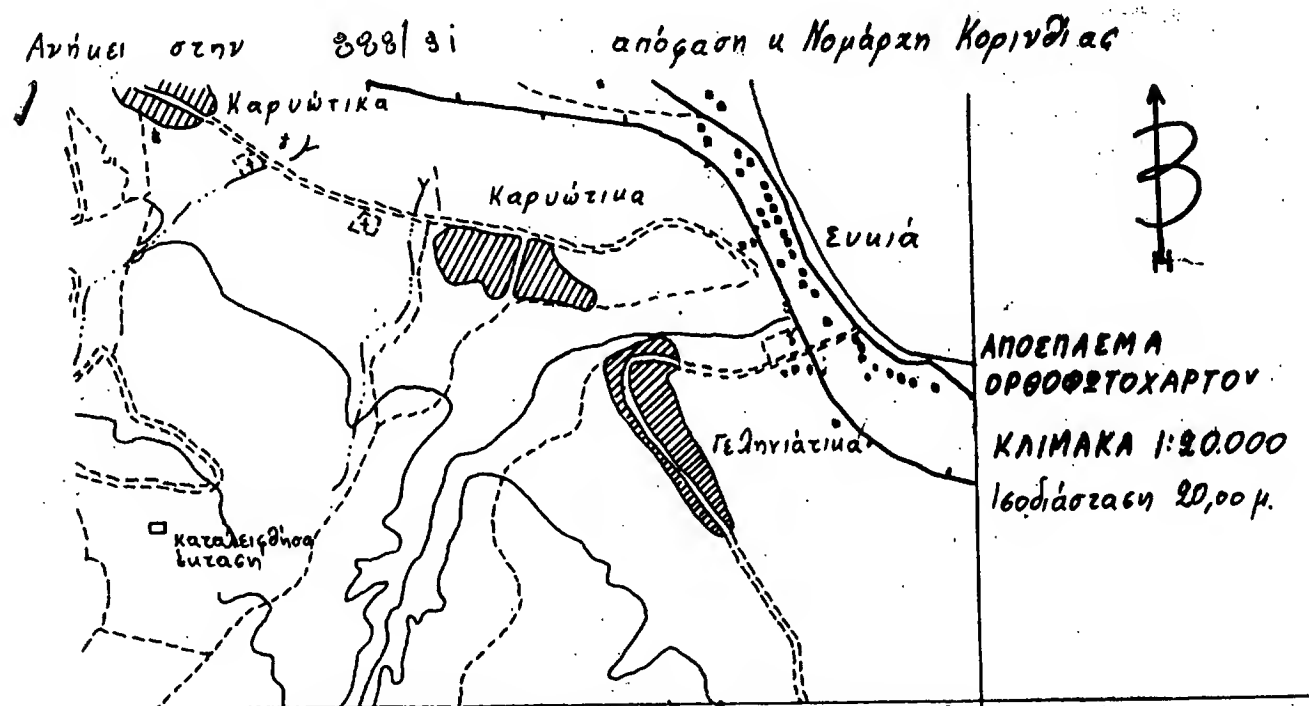 Ανήκει στην 388/91 απόφαση κ Νομάρχη Κορινθίας
Καρυώτικα
Καρυώτικα
Συκιά
Β
ΑΠΟΣΠΑΣΜΑ
ΟΡΘΟΦΩΤΟΧΑΡΤΟΥ
ΚΛΙΜΑΚΑ 1:20.000
Ισοδιάσταση 20,00 μ.
Γεληνιάτικα
καταλειφθήσα
έκταση